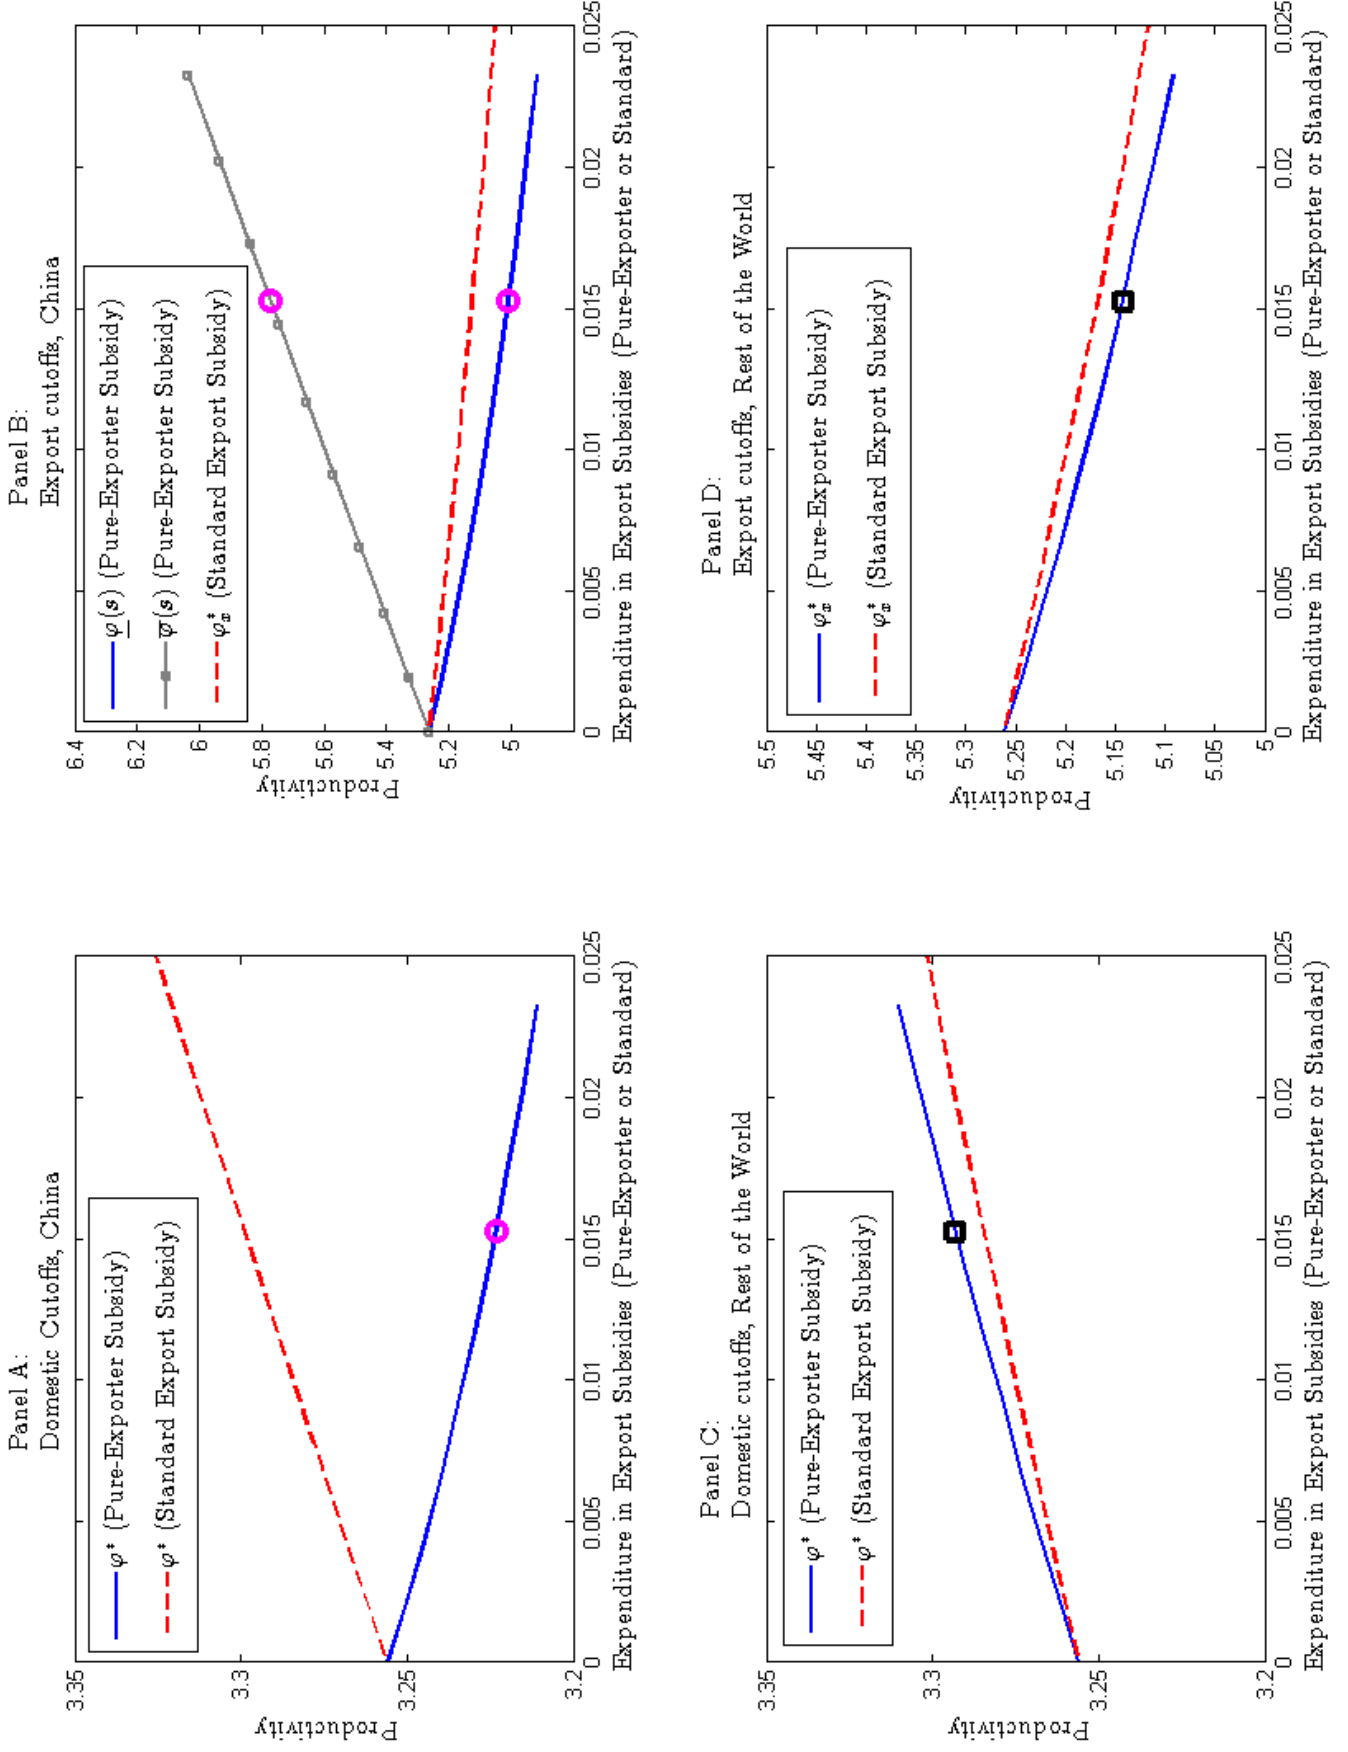 Panel A:
Domestic Cutoffs, China
φ* (Pure-Exporter Subsidy)
φ* (Standard Export Subsidy)
Productivity
3.35
3.3
3.25
3.2
0
0.005
0.01
0.015
0.02
0.025
Expenditure in Export Subsidies (Pure-Exporter or Standard)
Panel B:
Export cutoffs, China
φ(s) (Pure-Exporter Subsidy)
φ̅(s) (Pure-Exporter Subsidy)
φ*ₓ (Standard Export Subsidy)
Productivity
6.4
6.2
6
5.8
5.6
5.4
5.2
5
0
0.005
0.01
0.015
0.02
0.025
Expenditure in Export Subsidies (Pure-Exporter or Standard)
Panel C:
Domestic cutoffs, Rest of the World
φ* (Pure-Exporter Subsidy)
φ* (Standard Export Subsidy)
Productivity
3.35
3.3
3.25
3.2
0
0.005
0.01
0.015
0.02
0.025
Expenditure in Export Subsidies (Pure-Exporter or Standard)
Panel D:
Export cutoffs, Rest of the World
φ*ₓ (Pure-Exporter Subsidy)
φ*ₓ (Standard Export Subsidy)
Productivity
5.5
5.45
5.4
5.35
5.3
5.25
5.2
5.15
5.1
5.05
5
0
0.005
0.01
0.015
0.02
0.025
Expenditure in Export Subsidies (Pure-Exporter or Standard)